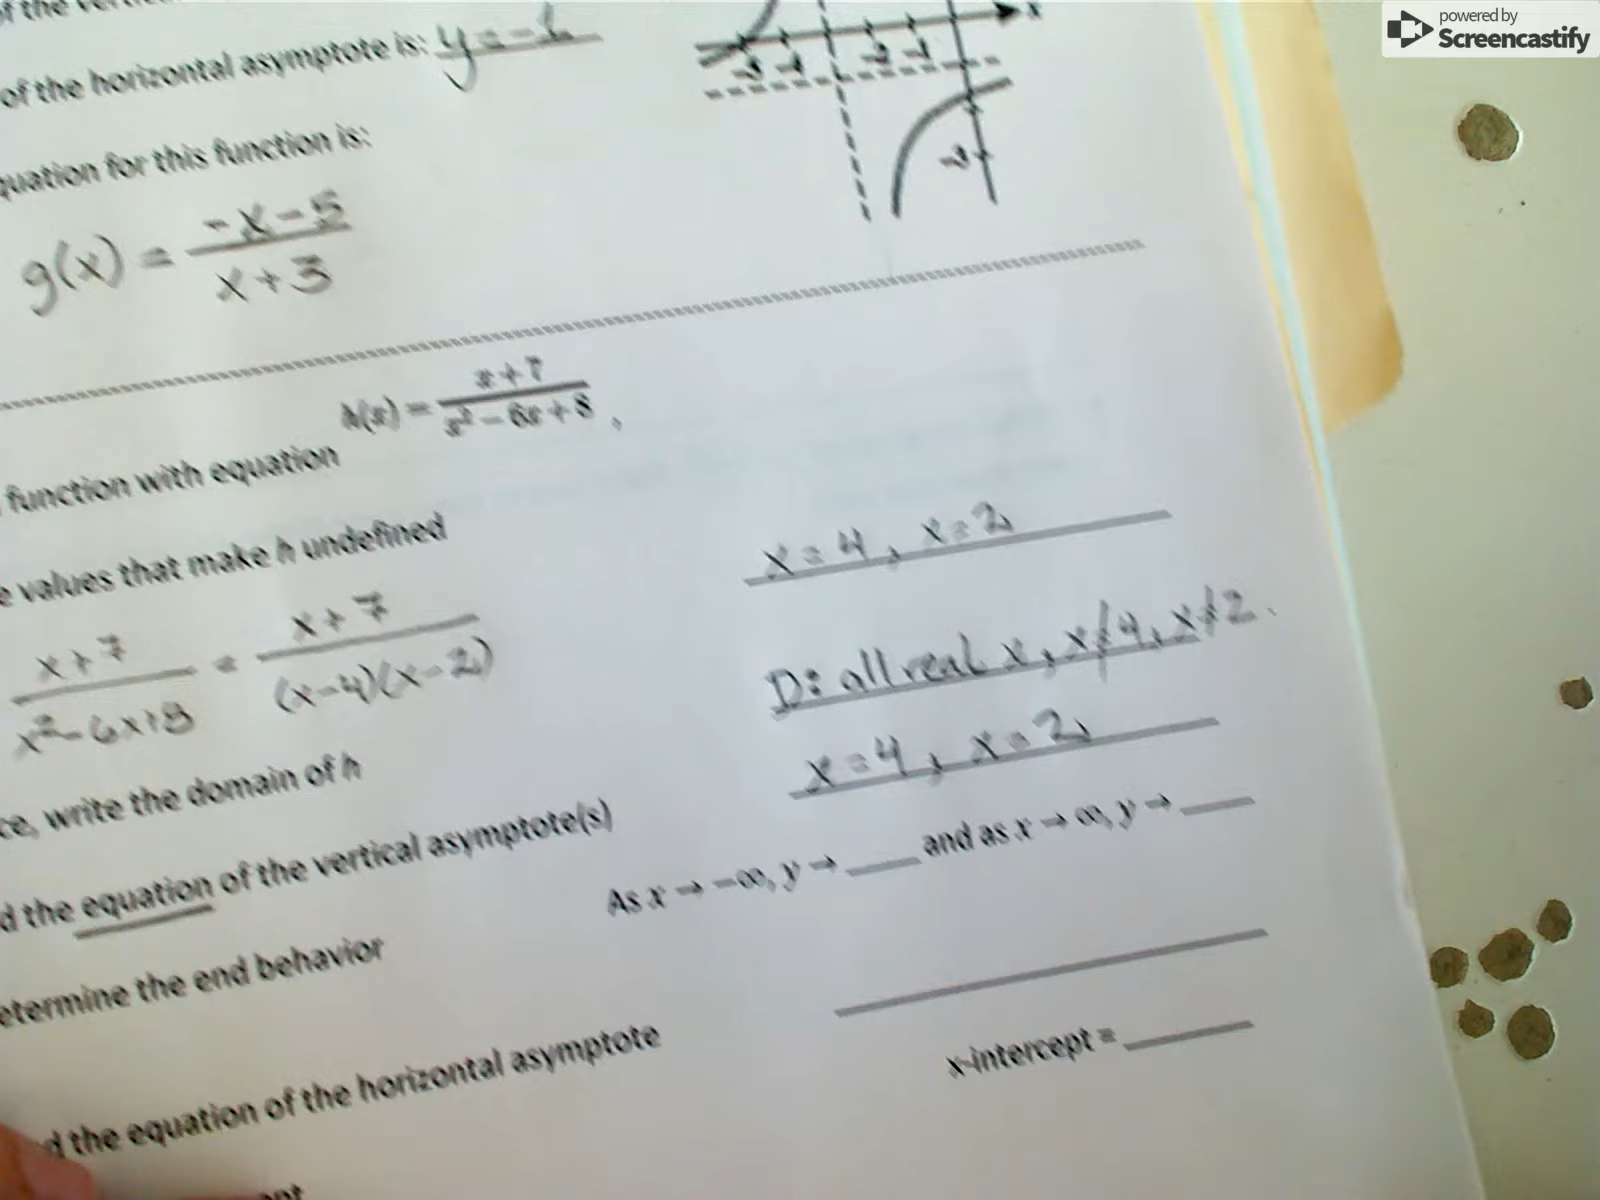 of the horizontal asymptote is: y = -1
x
-3
equation for this function is:
g(x) = -x-5 / x+3
h(x) = x+7 / x² - 6x + 8 ,
function with equation
values that make h undefined
x = 4 , x = 2
x+7 / x²-6x+8 = x+7 / (x-4)(x-2)
D: all real x, x≠4, x≠2.
write the domain of h
x = 4 , x = 2
the equation of the vertical asymptote(s)
As x → -∞, y → ____ and as x → ∞, y → ____
determine the end behavior
the equation of the horizontal asymptote
x-intercept = ____
powered by
Screencastify